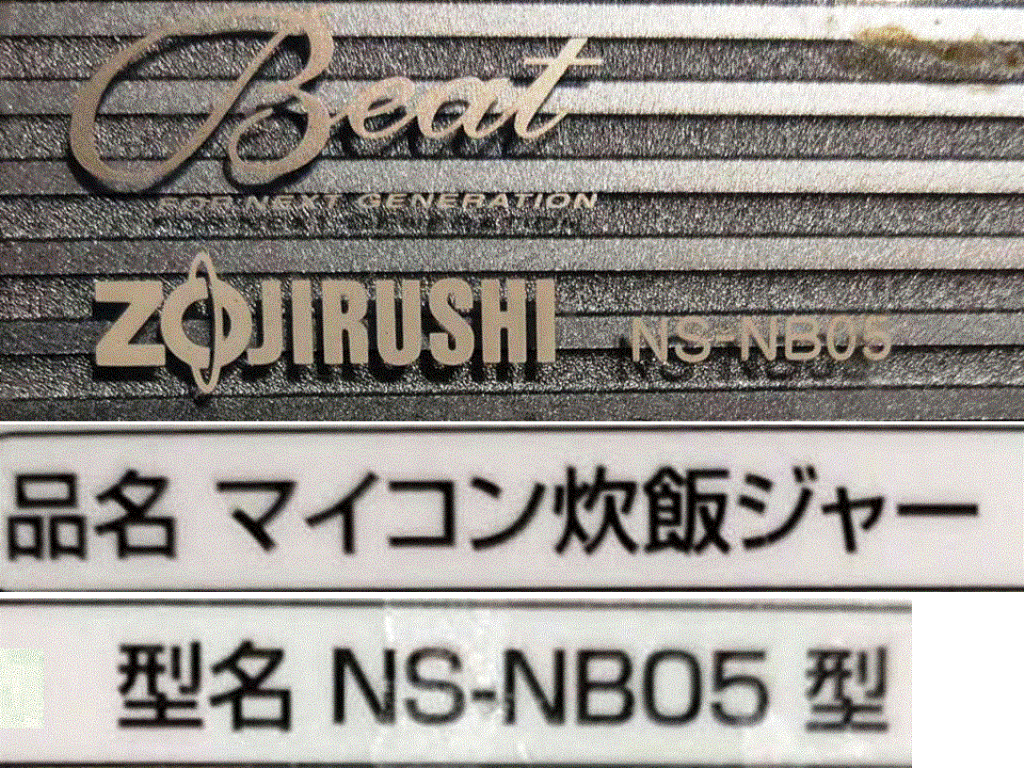 Beat
FOR NEXT GENERATION
ZOJIRUSHI NS-NB05
品名 マイコン炊飯ジャー
型名 NS-NB05 型